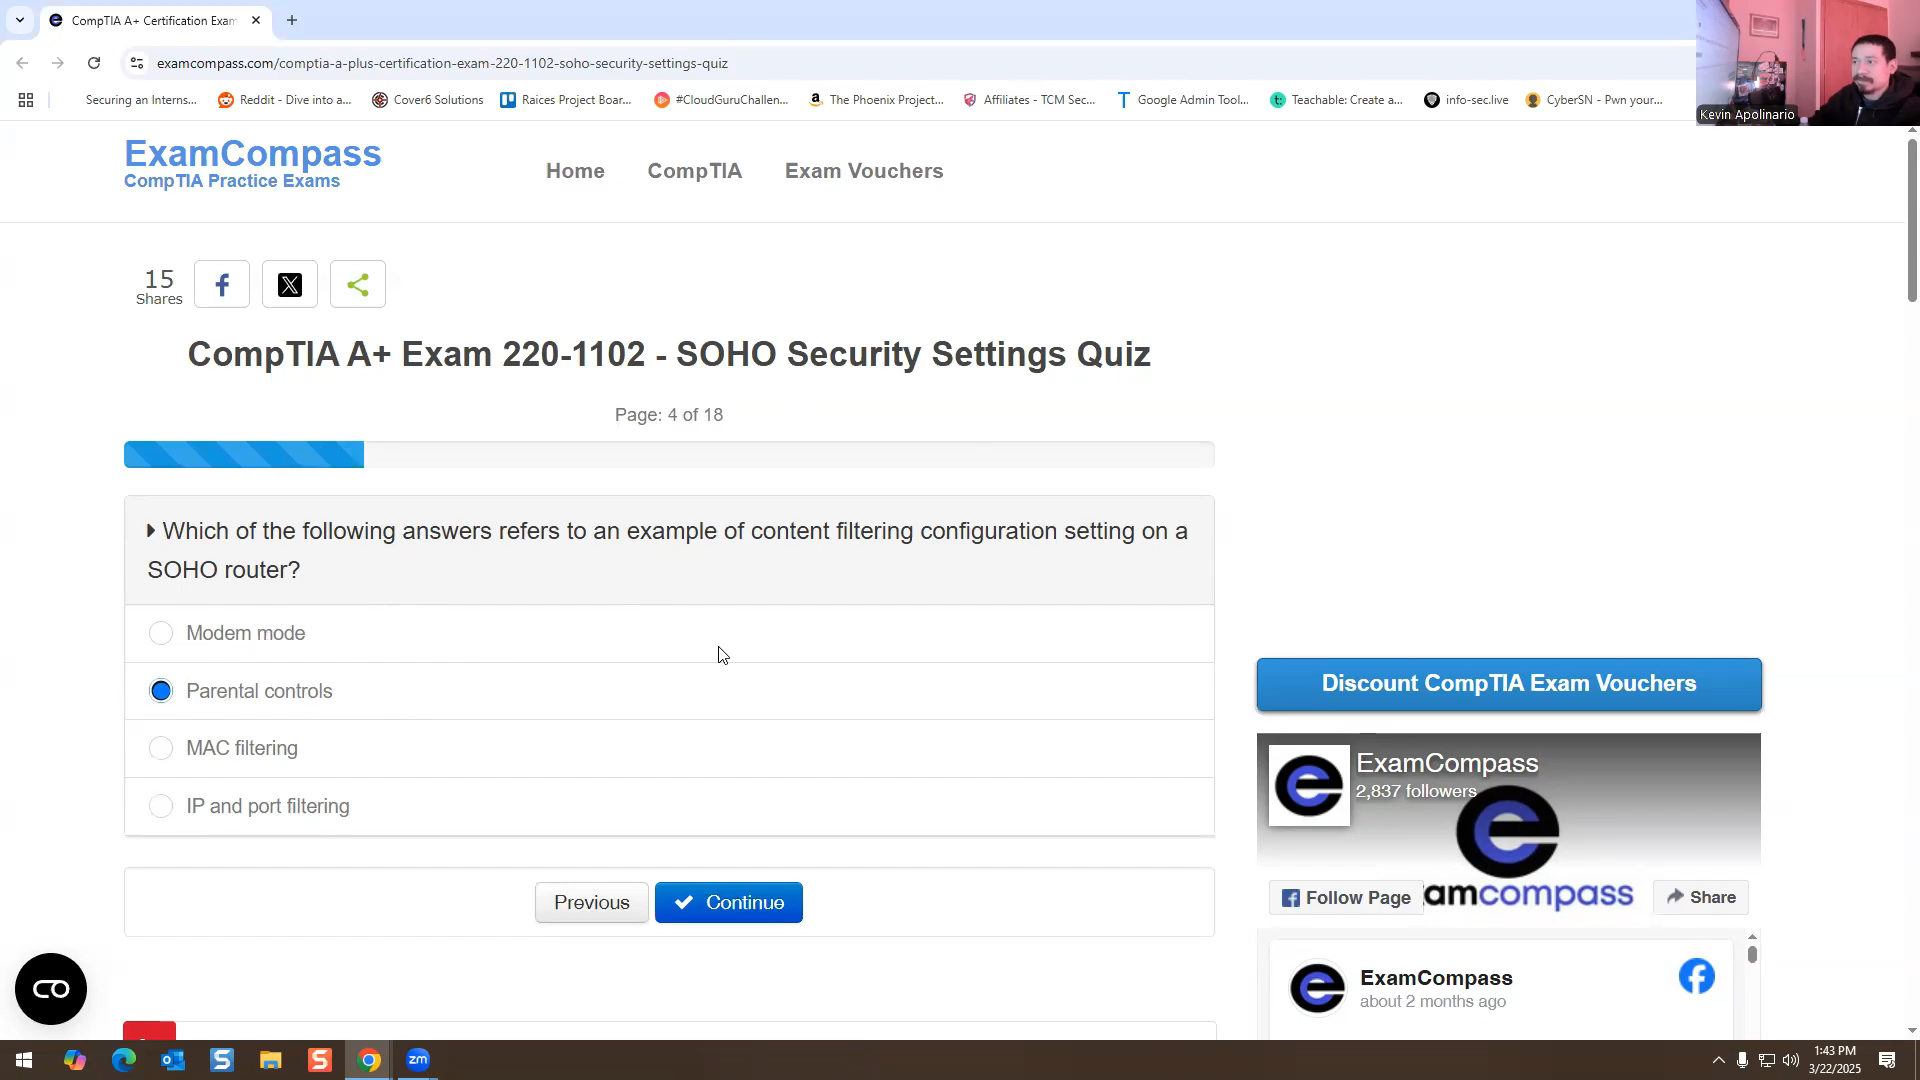 CompTIA A+ Certification Exam
examcompass.com/comptia-a-plus-certification-exam-220-1102-soho-security-settings-quiz
Securing an Interns...
Reddit - Dive into a...
Cover6 Solutions
Raices Project Boar...
#CloudGuruChallen...
The Phoenix Project...
Affiliates - TCM Sec...
Google Admin Tool...
Teachable: Create a...
info-sec.live
CyberSN - Pwn your...
Kevin Apolinario
ExamCompass
CompTIA Practice Exams
Home
CompTIA
Exam Vouchers
15
Shares
CompTIA A+ Exam 220-1102 - SOHO Security Settings Quiz
Page: 4 of 18
Which of the following answers refers to an example of content filtering configuration setting on a
SOHO router?
Modem mode
Parental controls
MAC filtering
IP and port filtering
Previous
Continue
Discount CompTIA Exam Vouchers
ExamCompass
2,837 followers
Follow Page
amcompass
Share
ExamCompass
about 2 months ago
zm
1:43 PM
3/22/2025